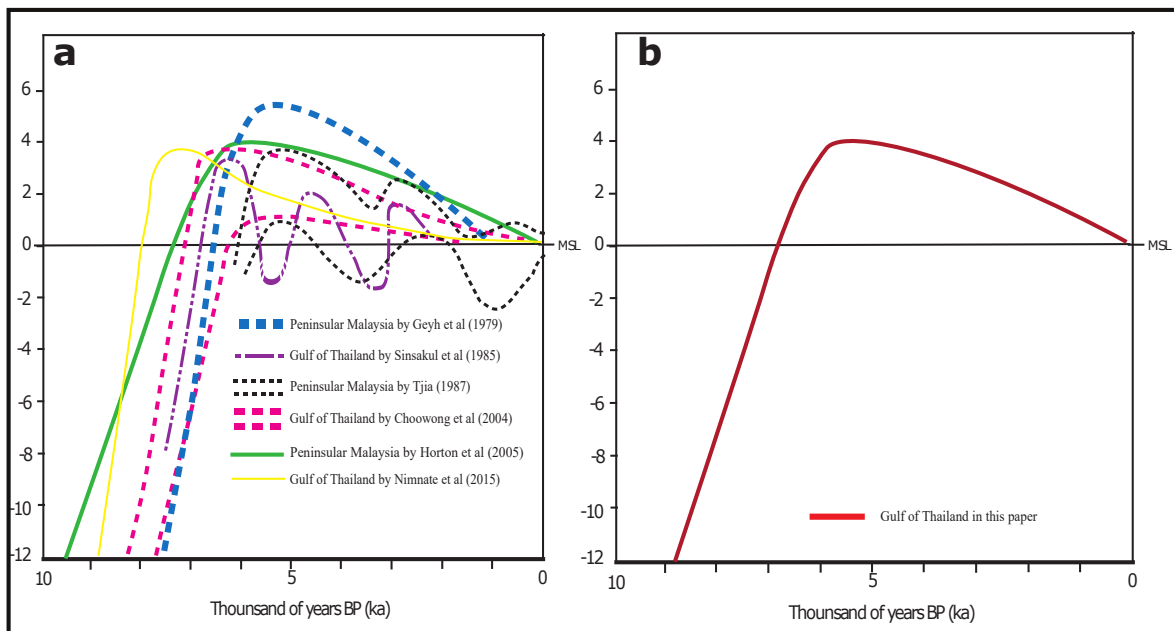 a
6
4
2
0
-2
-4
-6
-8
-10
-12
MSL
Peninsular Malaysia by Geyh et al (1979)
Gulf of Thailand by Sinsakul et al (1985)
Peninsular Malaysia by Tjia (1987)
Gulf of Thailand by Choowong et al (2004)
Peninsular Malaysia by Horton et al (2005)
Gulf of Thailand by Nimnate et al (2015)
10 5 0
Thounsand of years BP (ka)
b
6
4
2
0
-2
-4
-6
-8
-10
-12
MSL
Gulf of Thailand in this paper
10 5 0
Thounsand of years BP (ka)